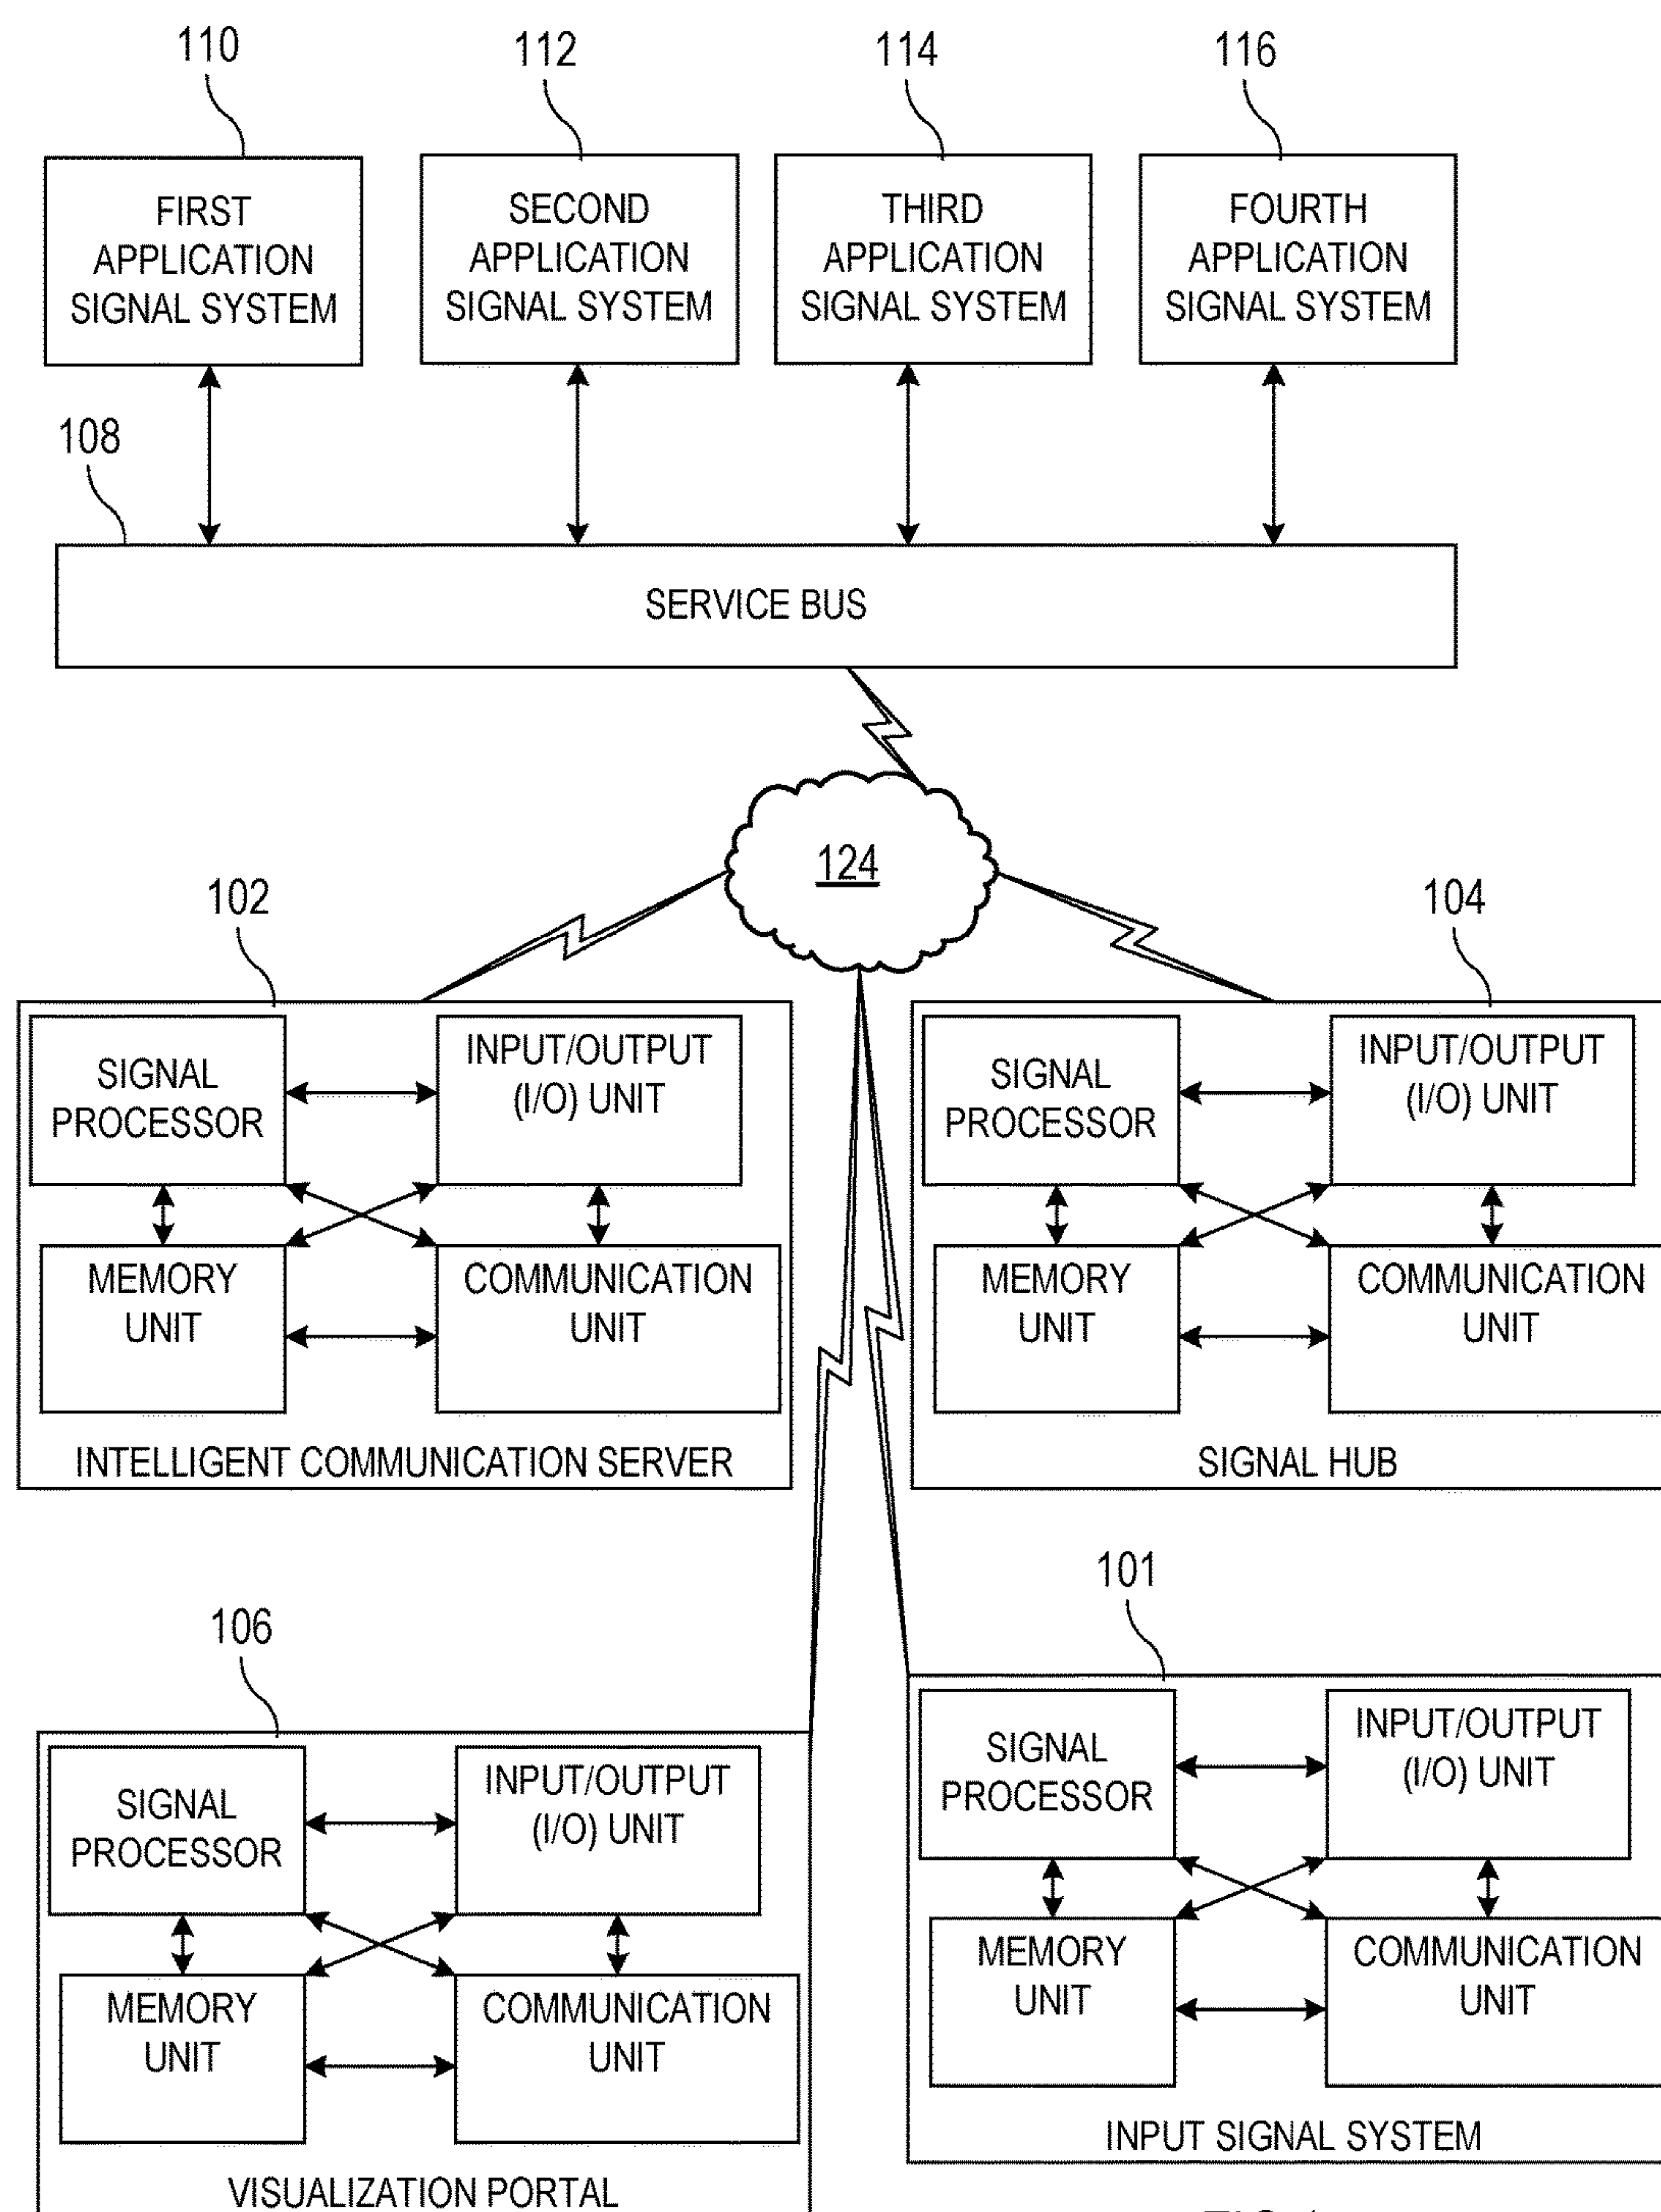 110
112
114
116
FIRST
APPLICATION
SIGNAL SYSTEM
SECOND
APPLICATION
SIGNAL SYSTEM
THIRD
APPLICATION
SIGNAL SYSTEM
FOURTH
APPLICATION
SIGNAL SYSTEM
108
SERVICE BUS
124
102
104
SIGNAL
PROCESSOR
INPUT/OUTPUT
(I/O) UNIT
MEMORY
UNIT
COMMUNICATION
UNIT
INTELLIGENT COMMUNICATION SERVER
SIGNAL
PROCESSOR
INPUT/OUTPUT
(I/O) UNIT
MEMORY
UNIT
COMMUNICATION
UNIT
SIGNAL HUB
106
101
SIGNAL
PROCESSOR
INPUT/OUTPUT
(I/O) UNIT
MEMORY
UNIT
COMMUNICATION
UNIT
VISUALIZATION PORTAL
SIGNAL
PROCESSOR
INPUT/OUTPUT
(I/O) UNIT
MEMORY
UNIT
COMMUNICATION
UNIT
INPUT SIGNAL SYSTEM